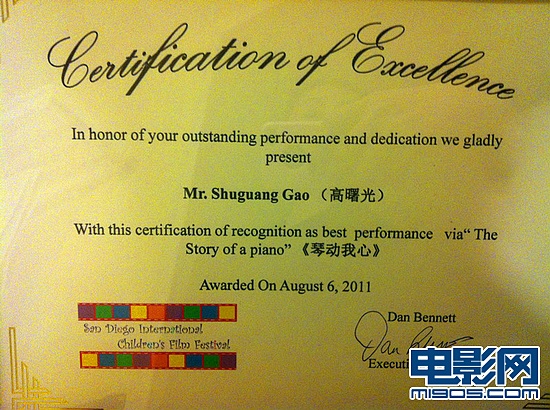 Certification of Excellence
In honor of your outstanding performance and dedication we gladly
present
Mr. Shuguang Gao （高曙光）
With this certification of recognition as best performance via“ The
Story of a piano” 《琴动我心》
Awarded On August 6, 2011
San Diego International
Children's Film Festival
Dan Bennett
Executi
电影网
m1905.com